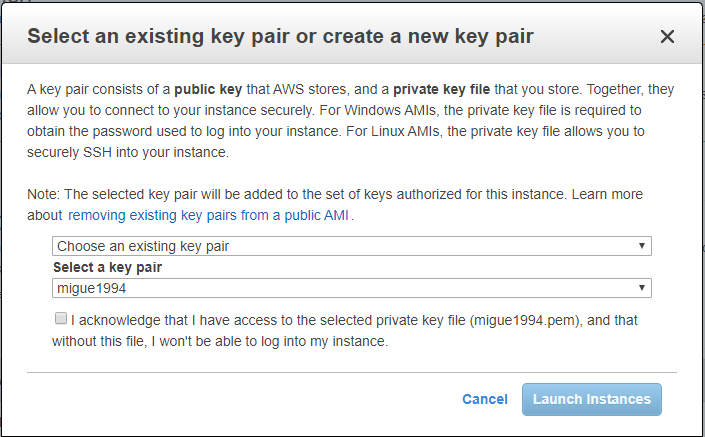 Select an existing key pair or create a new key pair
A key pair consists of a public key that AWS stores, and a private key file that you store. Together, they
allow you to connect to your instance securely. For Windows AMIs, the private key file is required to
obtain the password used to log into your instance. For Linux AMIs, the private key file allows you to
securely SSH into your instance.
Note: The selected key pair will be added to the set of keys authorized for this instance. Learn more
about removing existing key pairs from a public AMI .
Choose an existing key pair
Select a key pair
migue1994
I acknowledge that I have access to the selected private key file (migue1994.pem), and that
without this file, I won't be able to log into my instance.
Cancel Launch Instances